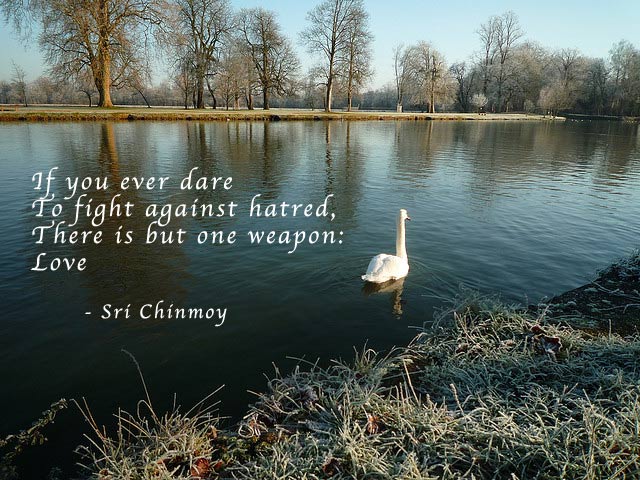 If you ever dare
To fight against hatred,
There is but one weapon:
Love
- Sri Chinmoy